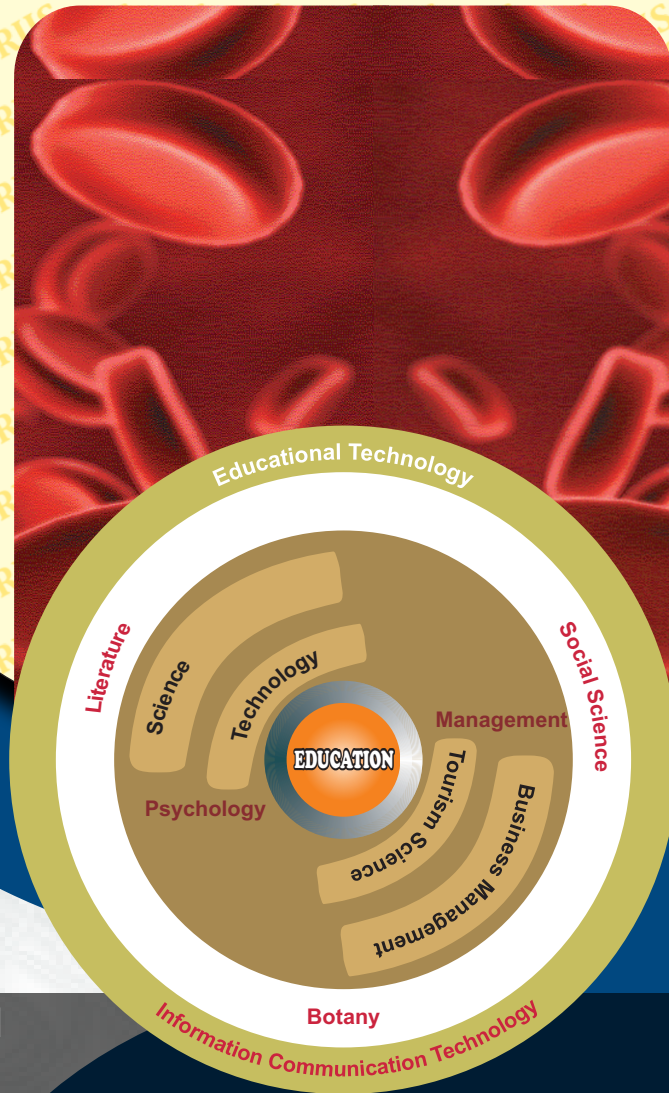 Educational Technology
Literature
Social Science
Science
Technology
Management
EDUCATION
Psychology
Tourism Science
Business Management
Botany
Information Communication Technology